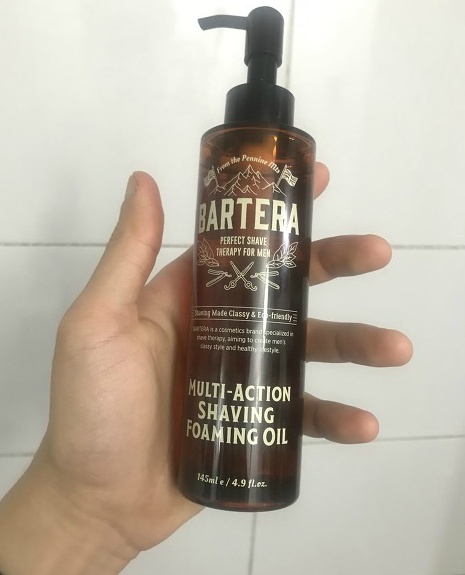 From the Pennine Alps
BARTERA
PERFECT SHAVE
THERAPY FOR MEN
Shaving Made Classy & Eco-friendly
BARTERA is a cosmetics brand specialized in
shave therapy, aiming to create men's
classy style and healthy lifestyle.
MULTI-ACTION
SHAVING
FOAMING OIL
145ml e / 4.9 fl.oz.